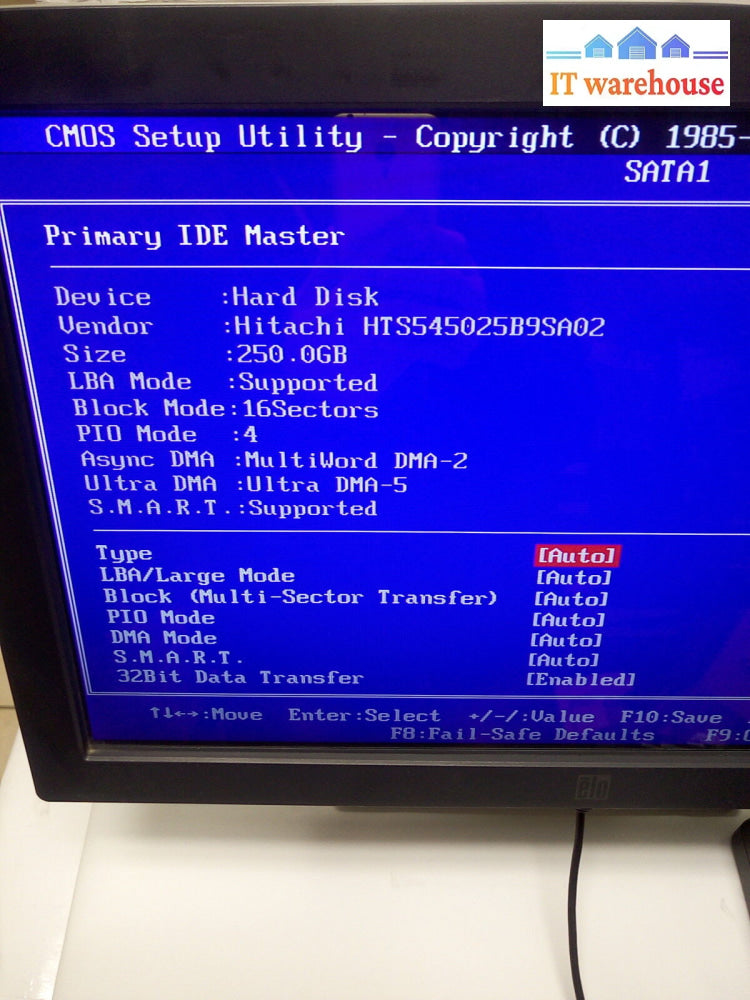 IT warehouse
CMOS Setup Utility - Copyright (C) 1985-
SATA1
Primary IDE Master
Device :Hard Disk
Vendor :Hitachi HTS545025B9SA02
Size :250.0GB
LBA Mode :Supported
Block Mode:16Sectors
PIO Mode :4
Async DMA :MultiWord DMA-2
Ultra DMA :Ultra DMA-5
S.M.A.R.T.:Supported
Type [Auto]
LBA/Large Mode [Auto]
Block (Multi-Sector Transfer) [Auto]
PIO Mode [Auto]
DMA Mode [Auto]
S.M.A.R.T. [Auto]
32Bit Data Transfer [Enabled]
↑↓←→:Move Enter:Select +/-/:Value F10:Save
F8:Fail-Safe Defaults F9:
elo